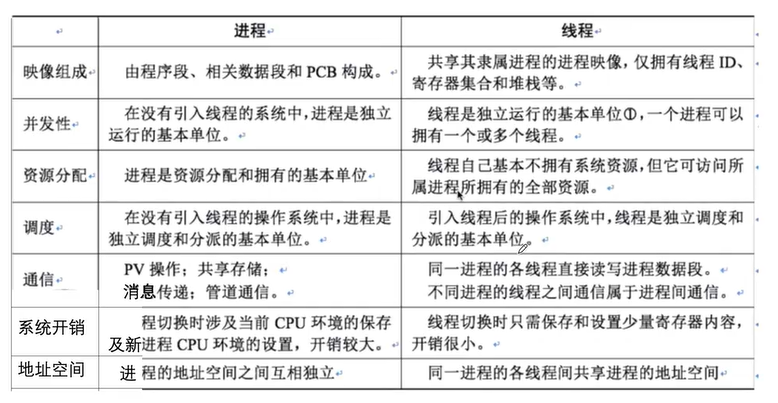 进程 线程
映像组成 由程序段、相关数据段和 PCB 构成。 共享其隶属进程的进程映像，仅拥有线程 ID、
寄存器集合和堆栈等。
并发性 在没有引入线程的系统中，进程是独立 线程是独立运行的基本单位①，一个进程可以
运行的基本单位。 拥有一个或多个线程。
资源分配 进程是资源分配和拥有的基本单位 线程自己基本不拥有系统资源，但它可访问所
属进程所拥有的全部资源。
调度 在没有引入线程的操作系统中，进程是 引入线程后的操作系统中，线程是独立调度和
独立调度和分派的基本单位。 分派的基本单位。
通信 PV 操作；共享存储； 同一进程的各线程直接读写进程数据段。
消息传递；管道通信。 不同进程的线程之间通信属于进程间通信。
系统开销 程切换时涉及当前 CPU 环境的保存 线程切换时只需保存和设置少量寄存器内容，
及新进程 CPU 环境的设置，开销较大。 开销很小。
地址空间 进程的地址空间之间互相独立 同一进程的各线程间共享进程的地址空间